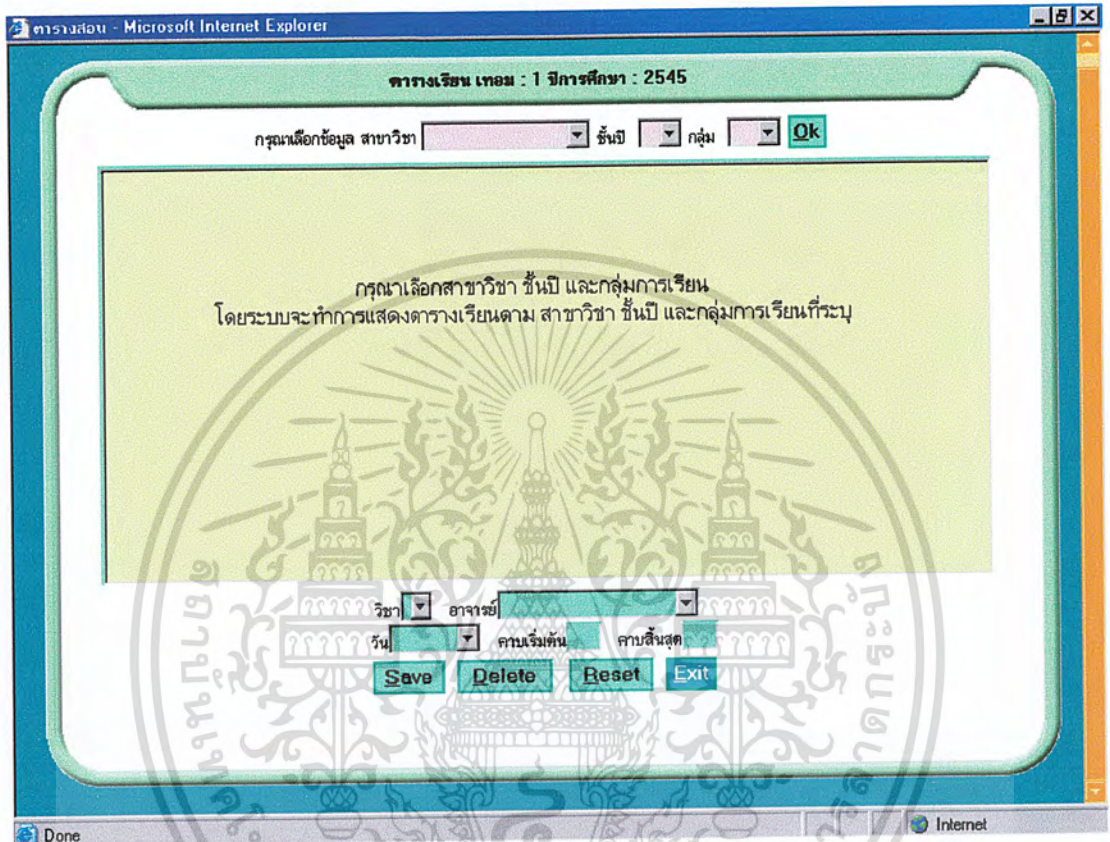 ตารางสอน - Microsoft Internet Explorer
ตารางเรียน เทอม : 1 ปีการศึกษา : 2545
กรุณาเลือกข้อมูล สาขาวิชา ชั้นปี กลุ่ม Ok
กรุณาเลือกสาขาวิชา ชั้นปี และกลุ่มการเรียน
โดยระบบจะทำการแสดงตารางเรียนตาม สาขาวิชา ชั้นปี และกลุ่มการเรียนที่ระบุ
วิชา อาจารย์
วัน คาบเริ่มต้น คาบสิ้นสุด
Save Delete Reset Exit
Done Internet